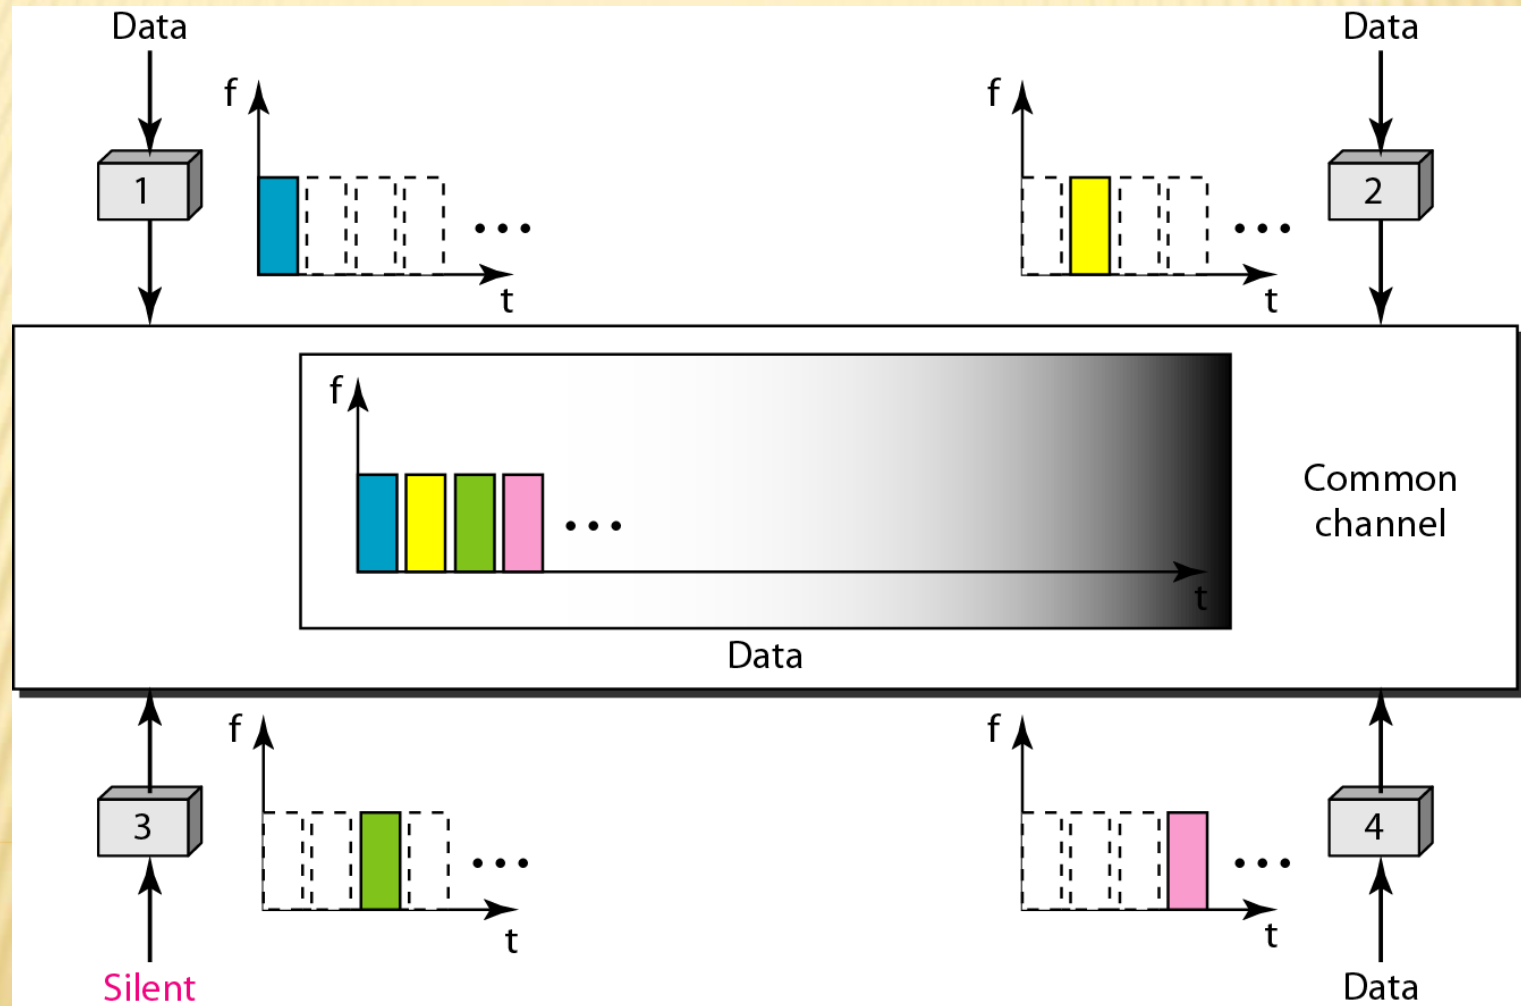 Data
Data
f
f
1
2
...
...
t
t
f
Common
channel
...
t
Data
f
f
3
4
...
...
t
t
Silent
Data